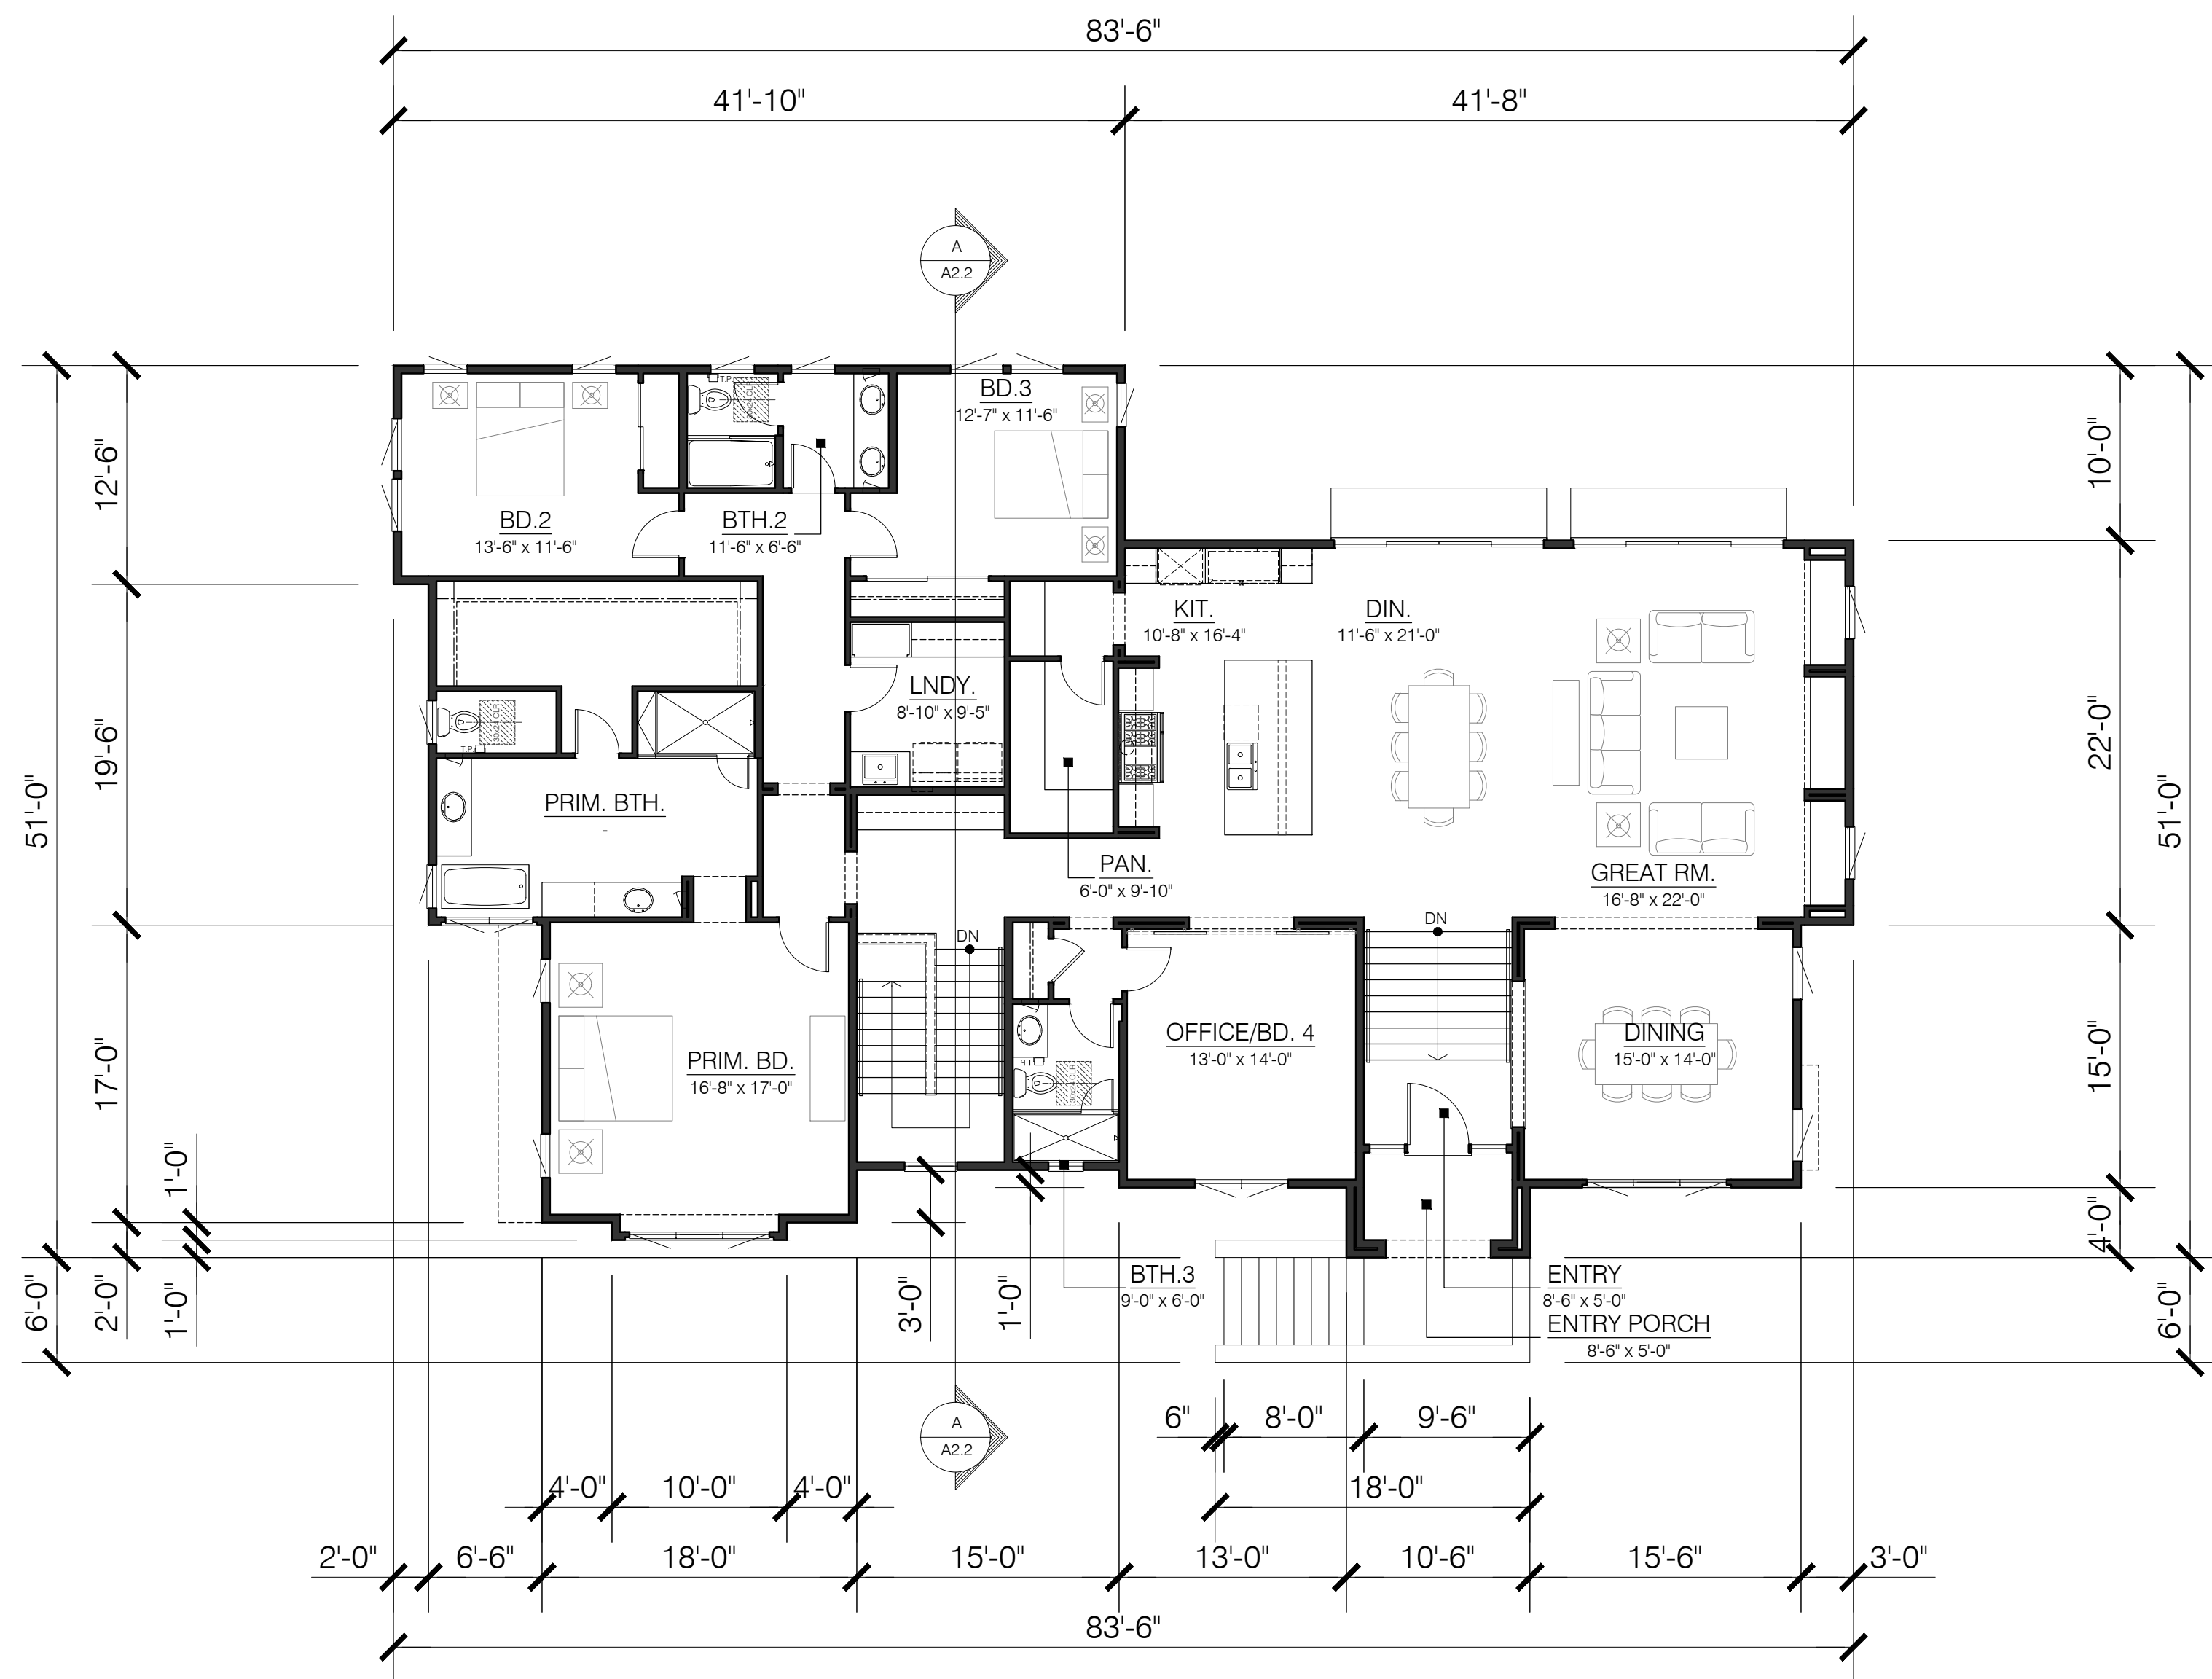 83'-6"
41'-10"
41'-8"
A
A2.2
BD.3
12'-7" x 11'-6"
T.P.
BD.2
13'-6" x 11'-6"
BTH.2
11'-6" x 6'-6"
KIT.
10'-8" x 16'-4"
DIN.
11'-6" x 21'-0"
LNDY.
8'-10" x 9'-5"
30x24 CLR
T.P.
PRIM. BTH.
-
PAN.
6'-0" x 9'-10"
GREAT RM.
16'-8" x 22'-0"
DN
DN
OFFICE/BD. 4
13'-0" x 14'-0"
DINING
15'-0" x 14'-0"
PRIM. BD.
16'-8" x 17'-0"
T.P.
30x24 CLR
BTH.3
9'-0" x 6'-0"
ENTRY
8'-6" x 5'-0"
ENTRY PORCH
8'-6" x 5'-0"
51'-0"
6'-0"
12'-6"
19'-6"
17'-0"
2'-0"
1'-0"
1'-0"
3'-0"
1'-0"
10'-0"
22'-0"
15'-0"
4'-0"
51'-0"
6'-0"
A
A2.2
6"
8'-0"
9'-6"
4'-0"
10'-0"
4'-0"
18'-0"
2'-0"
6'-6"
18'-0"
15'-0"
13'-0"
10'-6"
15'-6"
3'-0"
83'-6"